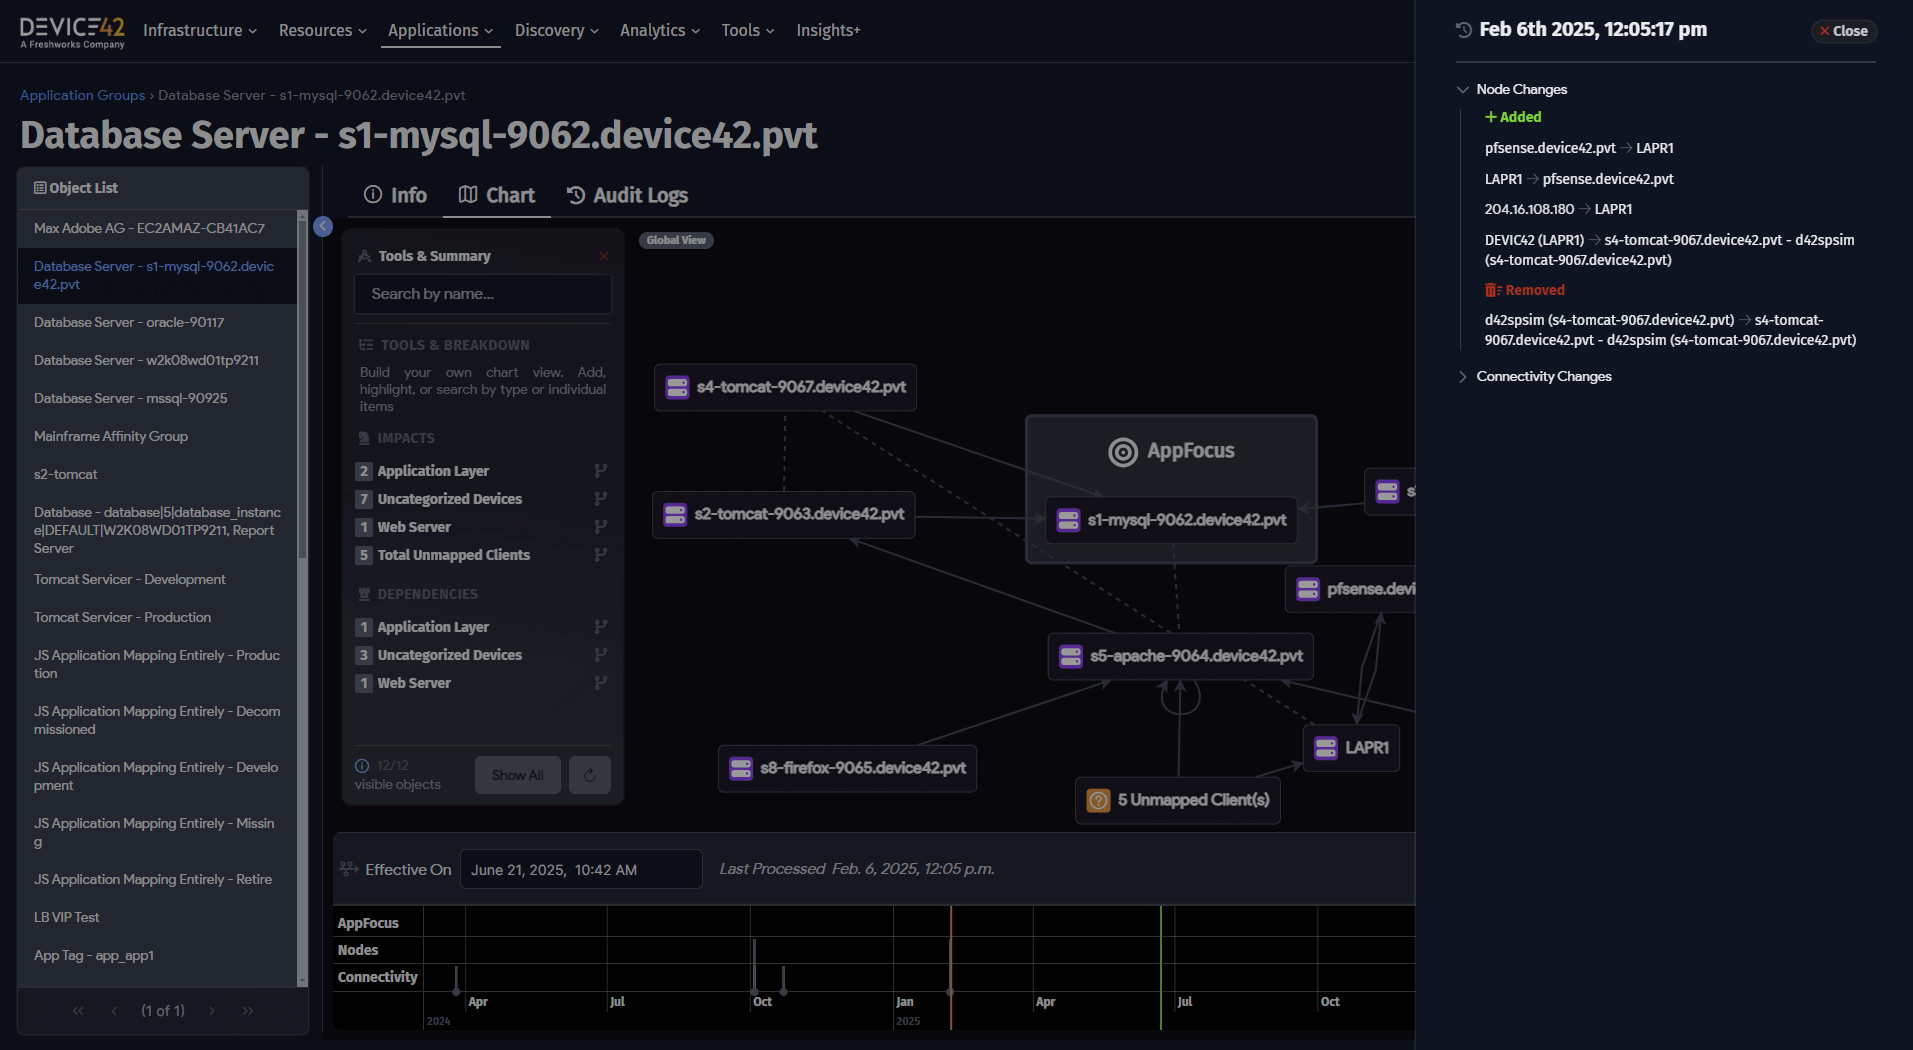 DEVICE42
A Freshworks Company
Infrastructure
Resources
Applications
Discovery
Analytics
Tools
Insights+
Application Groups › Database Server - s1-mysql-9062.device42.pvt
Database Server - s1-mysql-9062.device42.pvt
Object List
Max Adobe AG - EC2AMAZ-CB41AC7
Database Server - s1-mysql-9062.devic
e42.pvt
Database Server - oracle-90117
Database Server - w2k08wd01tp9211
Database Server - mssql-90925
Mainframe Affinity Group
s2-tomcat
Database - database|5|database_instanc
e|DEFAULT|W2K08WD01TP9211, Report
Server
Tomcat Servicer - Development
Tomcat Servicer - Production
JS Application Mapping Entirely - Produc
tion
JS Application Mapping Entirely - Decom
missioned
JS Application Mapping Entirely - Develo
pment
JS Application Mapping Entirely - Missin
g
JS Application Mapping Entirely - Retire
LB VIP Test
App Tag - app_app1
(1 of 1)
Info
Chart
Audit Logs
Tools & Summary
Search by name...
TOOLS & BREAKDOWN
Build your own chart view. Add,
highlight, or search by type or individual
items
IMPACTS
2 Application Layer
7 Uncategorized Devices
1 Web Server
5 Total Unmapped Clients
DEPENDENCIES
1 Application Layer
3 Uncategorized Devices
1 Web Server
12/12
visible objects
Show All
Global View
s4-tomcat-9067.device42.pvt
AppFocus
s2-tomcat-9063.device42.pvt
s1-mysql-9062.device42.pvt
pfsense.devi
s5-apache-9064.device42.pvt
LAPR1
s8-firefox-9065.device42.pvt
5 Unmapped Client(s)
Effective On
June 21, 2025, 10:42 AM
Last Processed Feb. 6, 2025, 12:05 p.m.
AppFocus
Nodes
Connectivity
Apr
Jul
Oct
Jan
Apr
Jul
Oct
2024
2025
Feb 6th 2025, 12:05:17 pm
Close
Node Changes
Added
pfsense.device42.pvt → LAPR1
LAPR1 → pfsense.device42.pvt
204.16.108.180 → LAPR1
DEVIC42 (LAPR1) → s4-tomcat-9067.device42.pvt - d42spsim
(s4-tomcat-9067.device42.pvt)
Removed
d42spsim (s4-tomcat-9067.device42.pvt) → s4-tomcat-
9067.device42.pvt - d42spsim (s4-tomcat-9067.device42.pvt)
Connectivity Changes